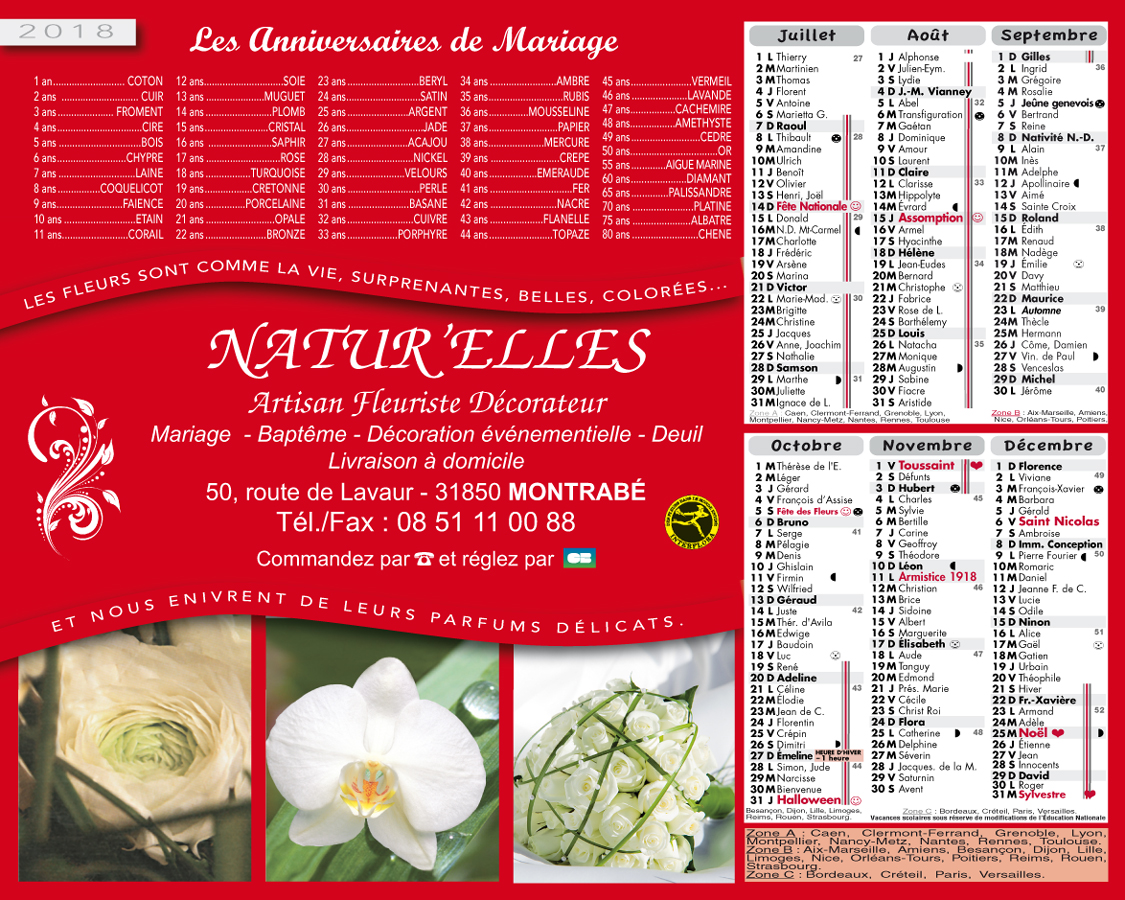 2018
Les Anniversaires de Mariage
1 an............................ COTON
2 ans ............................ CUIR
3 ans.................... FROMENT
4 ans............................ CIRE
5 ans............................ BOIS
6 ans........................ CHYPRE
7 ans.......................... LAINE
8 ans.............COQUELICOT
9 ans.....................FAIENCE
10 ans ....................... ETAIN
11 ans.......................CORAIL
12 ans..........................SOIE
13 ans....................MUGUET
14 ans.....................PLOMB
15 ans....................CRISTAL
16 ans.....................SAPHIR
17 ans........................ROSE
18 ans..............TURQUOISE
19 ans...............CRETONNE
20 ans.............PORCELAINE
21 ans.......................OPALE
22 ans....................BRONZE
23 ans.......................BERYL
24 ans.......................SATIN
25 ans....................ARGENT
26 ans........................JADE
27 ans....................ACAJOU
28 ans.....................NICKEL
29 ans..................VELOURS
30 ans......................PERLE
31 ans....................BASANE
32 ans.....................CUIVRE
33 ans................PORPHYRE
34 ans......................AMBRE
35 ans.......................RUBIS
36 ans.............MOUSSELINE
37 ans.....................PAPIER
38 ans..................MERCURE
39 ans......................CREPE
40 ans................EMERAUDE
41 ans..........................FER
42 ans......................NACRE
43 ans.................FLANELLE
44 ans....................TOPAZE
45 ans....................VERMEIL
46 ans...................LAVANDE
47 ans................CACHEMIRE
48 ans................AMETHYSTE
49 ans.......................CEDRE
50 ans............................OR
55 ans.............AIGUE MARINE
60 ans...................DIAMANT
65 ans...............PALISSANDRE
70 ans....................PLATINE
75 ans....................ALBATRE
80 ans......................CHENE
LES FLEURS SONT COMME LA VIE, SURPRENANTES, BELLES, COLORÉES...
NATUR'ELLES
Artisan Fleuriste Décorateur
Mariage - Baptême - Décoration événementielle - Deuil
Livraison à domicile
50, route de Lavaur - 31850 MONTRABÉ
Tél./Fax : 08 51 11 00 88
INTERFLORA
Commandez par ☎ et réglez par CB
ET NOUS ENIVRENT DE LEURS PARFUMS DÉLICATS.
Juillet
1 L Thierry 27
2 M Martinien
3 M Thomas
4 J Florent
5 V Antoine
6 S Marietta G.
7 D Raoul
8 L Thibault 28
9 M Amandine
10 M Ulrich
11 J Benoît
12 V Olivier
13 S Henri, Joël
14 D Fête Nationale
15 L Donald 29
16 M N.D. Mt-Carmel
17 M Charlotte
18 J Frédéric
19 V Arsène
20 S Marina
21 D Victor
22 L Marie-Mad. 30
23 M Brigitte
24 M Christine
25 J Jacques
26 V Anne, Joachim
27 S Nathalie
28 D Samson
29 L Marthe 31
30 M Juliette
31 M Ignace de L.
Août
1 J Alphonse
2 V Julien-Eym.
3 S Lydie
4 D J.-M. Vianney
5 L Abel 32
6 M Transfiguration
7 M Gaétan
8 J Dominique
9 V Amour
10 S Laurent
11 D Claire
12 L Clarisse 33
13 M Hippolyte
14 M Évrard
15 J Assomption
16 V Armel
17 S Hyacinthe
18 D Hélène
19 L Jean-Eudes 34
20 M Bernard
21 M Christophe
22 J Fabrice
23 V Rose de L.
24 S Barthélemy
25 D Louis
26 L Natacha 35
27 M Monique
28 M Augustin
29 J Sabine
30 V Fiacre
31 S Aristide
Septembre
1 D Gilles
2 L Ingrid 36
3 M Grégoire
4 M Rosalie
5 J Jeûne genevois
6 V Bertrand
7 S Reine
8 D Nativité N.-D.
9 L Alain 37
10 M Inès
11 M Adelphe
12 J Apollinaire
13 V Aimé
14 S Sainte Croix
15 D Roland
16 L Édith 38
17 M Renaud
18 M Nadège
19 J Émilie
20 V Davy
21 S Matthieu
22 D Maurice
23 L Automne 39
24 M Thècle
25 M Hermann
26 J Côme, Damien
27 V Vin. de Paul
28 S Venceslas
29 D Michel
30 L Jérôme 40
Zone A : Caen, Clermont-Ferrand, Grenoble, Lyon,
Montpellier, Nancy-Metz, Nantes, Rennes, Toulouse
Zone B : Aix-Marseille, Amiens,
Nice, Orléans-Tours, Poitiers,
Octobre
1 M Thérèse de l'E.
2 M Léger
3 J Gérard
4 V François d'Assise
5 S Fête des Fleurs
6 D Bruno
7 L Serge 41
8 M Pélagie
9 M Denis
10 J Ghislain
11 V Firmin
12 S Wilfried
13 D Géraud
14 L Juste 42
15 M Thér. d'Avila
16 M Edwige
17 J Baudoin
18 V Luc
19 S René
20 D Adeline
21 L Céline 43
22 M Élodie
23 M Jean de C.
24 J Florentin
25 V Crépin
26 S Dimitri
27 D Émeline HEURE D'HIVER – 1 heure
28 L Simon, Jude 44
29 M Narcisse
30 M Bienvenue
31 J Halloween
Novembre
1 V Toussaint
2 S Défunts
3 D Hubert
4 L Charles 45
5 M Sylvie
6 M Bertille
7 J Carine
8 V Geoffroy
9 S Théodore
10 D Léon
11 L Armistice 1918
12 M Christian 46
13 M Brice
14 J Sidoine
15 V Albert
16 S Marguerite
17 D Élisabeth
18 L Aude 47
19 M Tanguy
20 M Edmond
21 J Prés. Marie
22 V Cécile
23 S Christ Roi
24 D Flora
25 L Catherine 48
26 M Delphine
27 M Séverin
28 J Jacques. de la M.
29 V Saturnin
30 S Avent
Décembre
1 D Florence
2 L Viviane 49
3 M François-Xavier
4 M Barbara
5 J Gérald
6 V Saint Nicolas
7 S Ambroise
8 D Imm. Conception
9 L Pierre Fourier 50
10 M Romaric
11 M Daniel
12 J Jeanne F. de C.
13 V Lucie
14 S Odile
15 D Ninon
16 L Alice 51
17 M Gaël
18 M Gatien
19 J Urbain
20 V Théophile
21 S Hiver
22 D Fr.-Xavière
23 L Armand 52
24 M Adèle
25 M Noël
26 J Étienne
27 V Jean
28 S Innocents
29 D David
30 L Roger
31 M Sylvestre
Besançon, Dijon, Lille, Limoges,
Reims, Rouen, Strasbourg.
Zone C : Bordeaux, Créteil, Paris, Versailles.
Vacances scolaires sous réserve de modifications de l'Éducation Nationale
Zone A : Caen, Clermont-Ferrand, Grenoble, Lyon,
Montpellier, Nancy-Metz, Nantes, Rennes, Toulouse.
Zone B : Aix-Marseille, Amiens, Besançon, Dijon, Lille,
Limoges, Nice, Orléans-Tours, Poitiers, Reims, Rouen,
Strasbourg.
Zone C : Bordeaux, Créteil, Paris, Versailles.